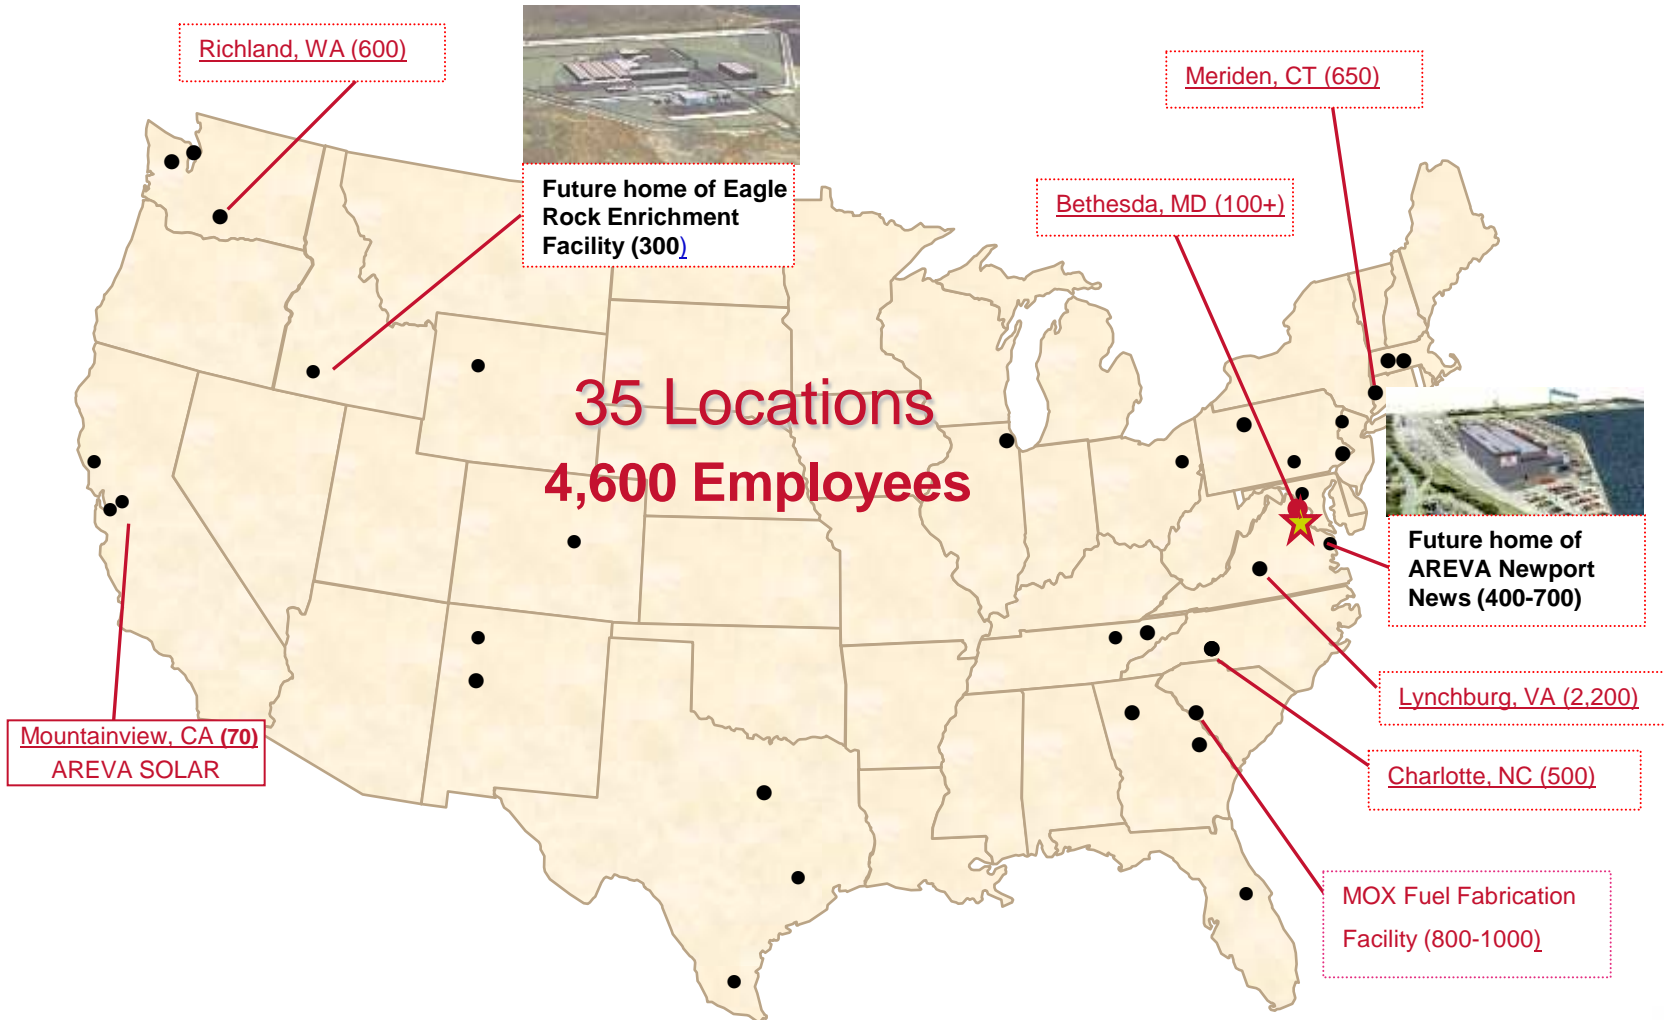 Richland, WA (600)
Future home of Eagle
Rock Enrichment
Facility (300)
Meriden, CT (650)
Bethesda, MD (100+)
35 Locations
4,600 Employees
Future home of
AREVA Newport
News (400-700)
Lynchburg, VA (2,200)
Mountainview, CA (70)
AREVA SOLAR
Charlotte, NC (500)
MOX Fuel Fabrication
Facility (800-1000)